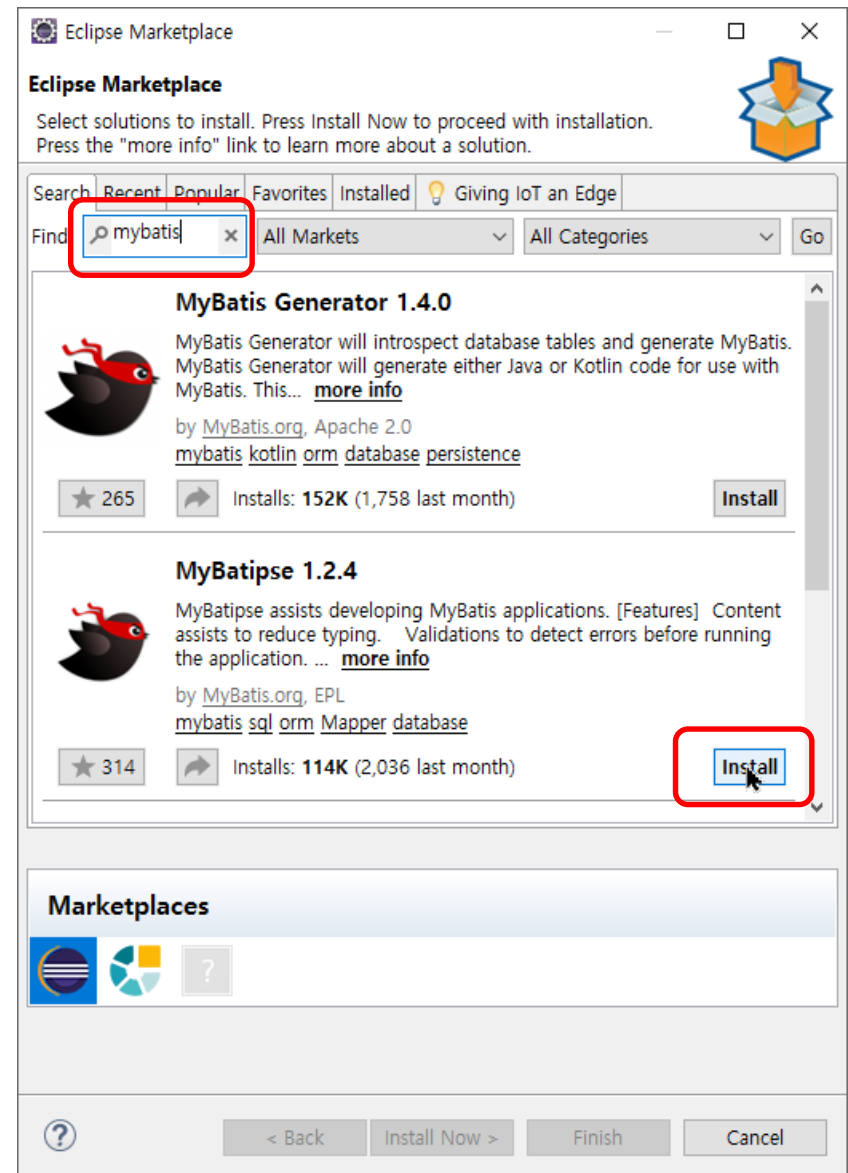 Eclipse Marketplace
Eclipse Marketplace
Select solutions to install. Press Install Now to proceed with installation.
Press the "more info" link to learn more about a solution.
Search Recent Popular Favorites Installed Giving IoT an Edge
Find mybatis × All Markets All Categories Go
MyBatis Generator 1.4.0
MyBatis Generator will introspect database tables and generate MyBatis.
MyBatis Generator will generate either Java or Kotlin code for use with
MyBatis. This... more info
by MyBatis.org, Apache 2.0
mybatis kotlin orm database persistence
265 Installs: 152K (1,758 last month) Install
MyBatipse 1.2.4
MyBatipse assists developing MyBatis applications. [Features] Content
assists to reduce typing. Validations to detect errors before running
the application. ... more info
by MyBatis.org, EPL
mybatis sql orm Mapper database
314 Installs: 114K (2,036 last month) Install
Marketplaces
?
? < Back Install Now > Finish Cancel